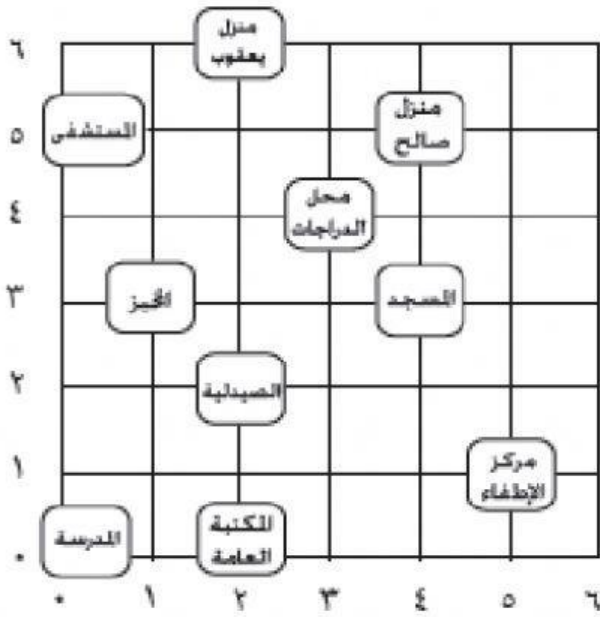 ٦
منزل
يعقوب
٥
المستشفى
منزل
صالح
٤
محل
الدراجات
٣
المخبز
المسجد
٢
الصيدلية
١
مركز
الإطفاء
٠
المدرسة
المكتبة
العامة
٠ ١ ٢ ٣ ٤ ٥ ٦